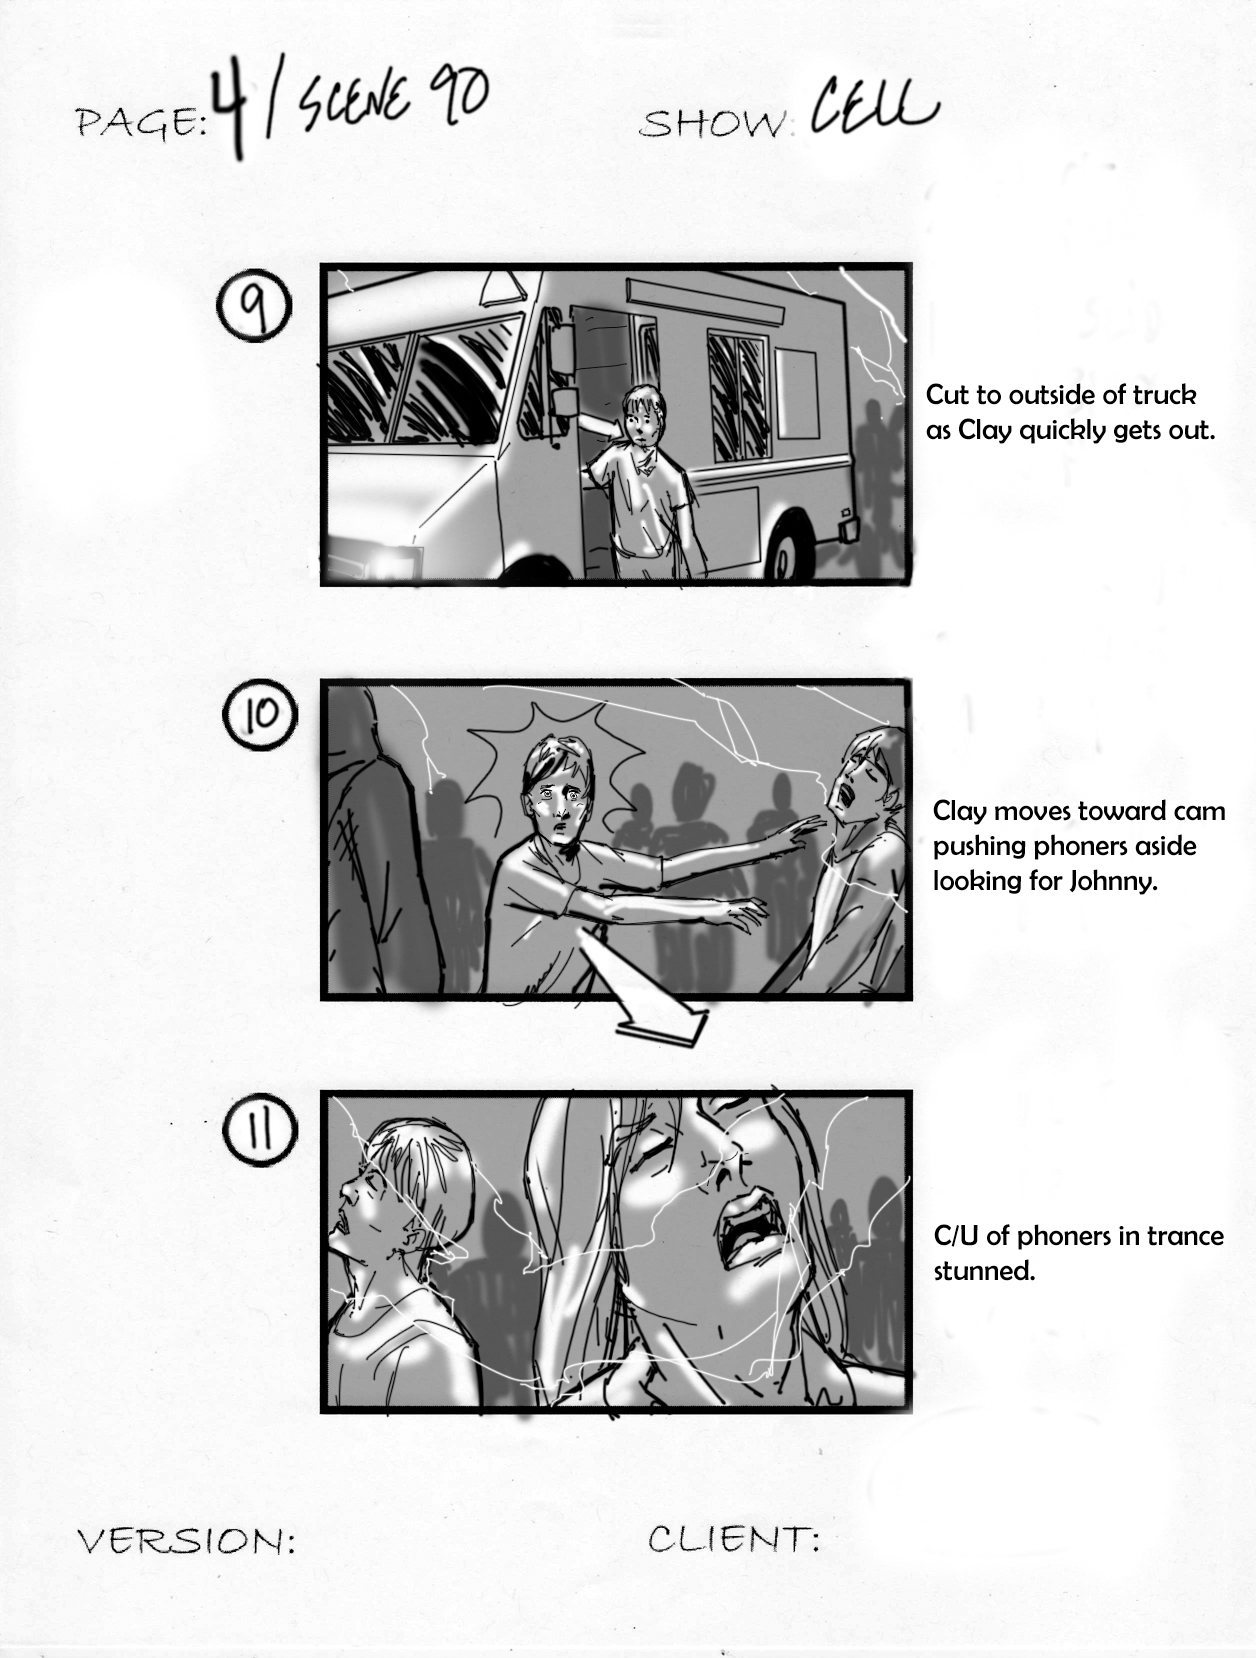 PAGE: 4 / SCENE 90
SHOW: CELL
9
Cut to outside of truck
as Clay quickly gets out.
10
Clay moves toward cam
pushing phoners aside
looking for Johnny.
11
C/U of phoners in trance
stunned.
VERSION:
CLIENT: